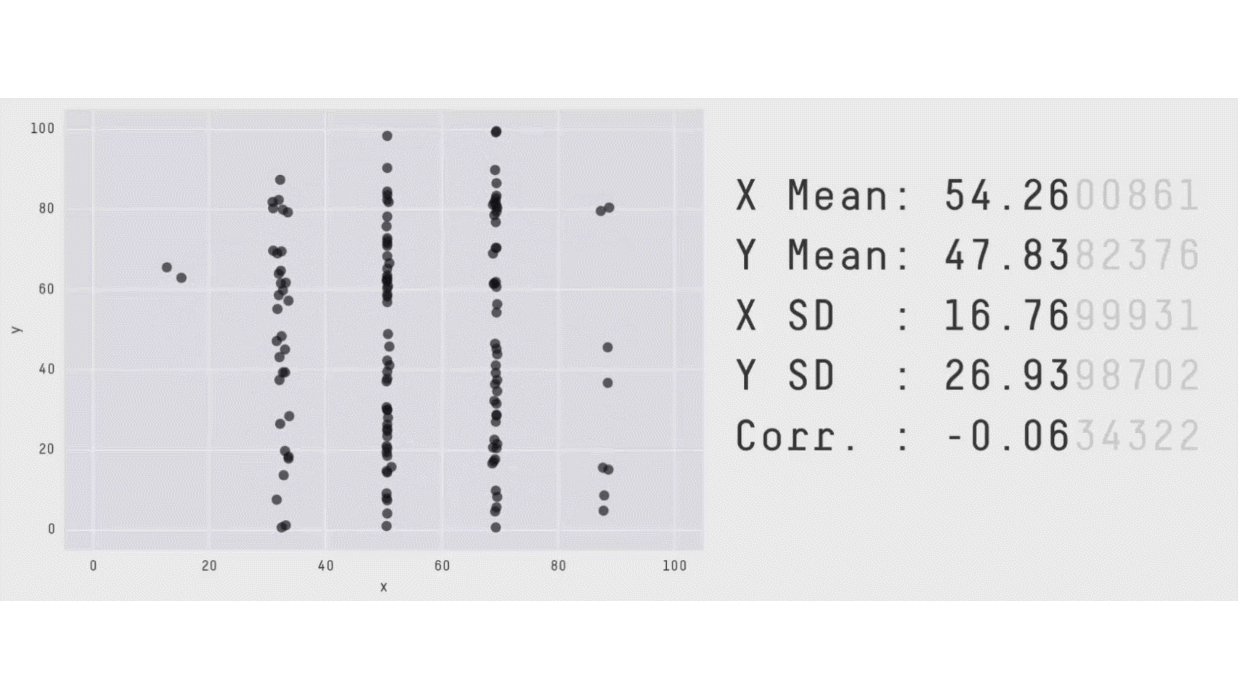 100
80
60
40
20
0
y
0 20 40 60 80 100
x
X Mean: 54.2600861
Y Mean: 47.8382376
X SD : 16.7699931
Y SD : 26.9398702
Corr. : -0.0634322